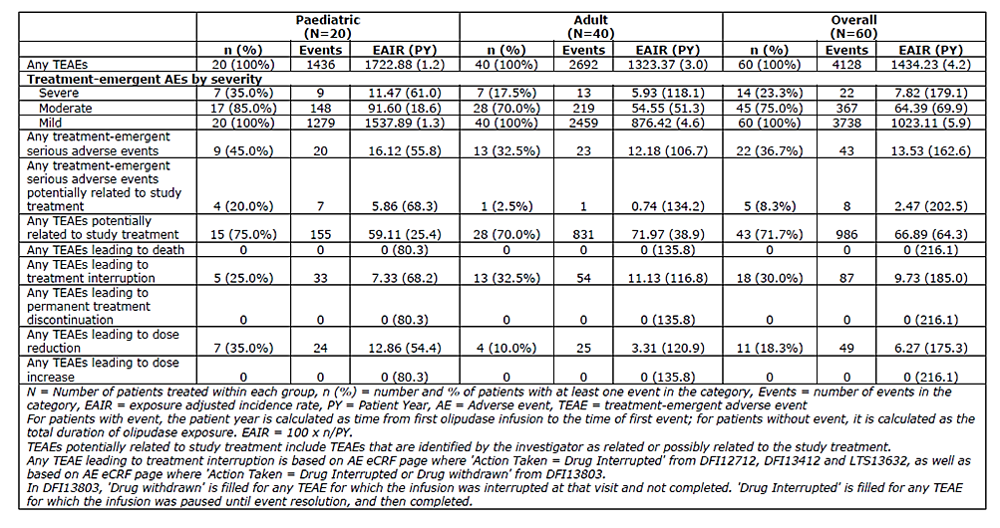 Paediatric (N=20) Adult (N=40) Overall (N=60)
n (%) Events EAIR (PY) n (%) Events EAIR (PY) n (%) Events EAIR (PY)
Any TEAEs 20 (100%) 1436 1722.88 (1.2) 40 (100%) 2692 1323.37 (3.0) 60 (100%) 4128 1434.23 (4.2)
Treatment-emergent AEs by severity
Severe 7 (35.0%) 9 11.47 (61.0) 7 (17.5%) 13 5.93 (118.1) 14 (23.3%) 22 7.82 (179.1)
Moderate 17 (85.0%) 148 91.60 (18.6) 28 (70.0%) 219 54.55 (51.3) 45 (75.0%) 367 64.39 (69.9)
Mild 20 (100%) 1279 1537.89 (1.3) 40 (100%) 2459 876.42 (4.6) 60 (100%) 3738 1023.11 (5.9)
Any treatment-emergent
serious adverse events 9 (45.0%) 20 16.12 (55.8) 13 (32.5%) 23 12.18 (106.7) 22 (36.7%) 43 13.53 (162.6)
Any treatment-emergent
serious adverse events
potentially related to study
treatment 4 (20.0%) 7 5.86 (68.3) 1 (2.5%) 1 0.74 (134.2) 5 (8.3%) 8 2.47 (202.5)
Any TEAEs potentially
related to study treatment 15 (75.0%) 155 59.11 (25.4) 28 (70.0%) 831 71.97 (38.9) 43 (71.7%) 986 66.89 (64.3)
Any TEAEs leading to death 0 0 0 (80.3) 0 0 0 (135.8) 0 0 0 (216.1)
Any TEAEs leading to
treatment interruption 5 (25.0%) 33 7.33 (68.2) 13 (32.5%) 54 11.13 (116.8) 18 (30.0%) 87 9.73 (185.0)
Any TEAEs leading to
permanent treatment
discontinuation 0 0 0 (80.3) 0 0 0 (135.8) 0 0 0 (216.1)
Any TEAEs leading to dose
reduction 7 (35.0%) 24 12.86 (54.4) 4 (10.0%) 25 3.31 (120.9) 11 (18.3%) 49 6.27 (175.3)
Any TEAEs leading to dose
increase 0 0 0 (80.3) 0 0 0 (135.8) 0 0 0 (216.1)
N = Number of patients treated within each group, n (%) = number and % of patients with at least one event in the category, Events = number of events in the
category, EAIR = exposure adjusted incidence rate, PY = Patient Year, AE = Adverse event, TEAE = treatment-emergent adverse event
For patients with event, the patient year is calculated as time from first olipudase infusion to the time of first event; for patients without event, it is calculated as the
total duration of olipudase exposure. EAIR = 100 x n/PY.
TEAEs potentially related to study treatment include TEAEs that are identified by the investigator as related or possibly related to the study treatment.
Any TEAE leading to treatment interruption is based on AE eCRF page where 'Action Taken = Drug Interrupted' from DFI12712, DFI13412 and LTS13632, as well as
based on AE eCRF page where 'Action Taken = Drug Interrupted or Drug withdrawn' from DFI13803.
In DFI13803, 'Drug withdrawn' is filled for any TEAE for which the infusion was interrupted at that visit and not completed. 'Drug Interrupted' is filled for any TEAE
for which the infusion was paused until event resolution, and then completed.